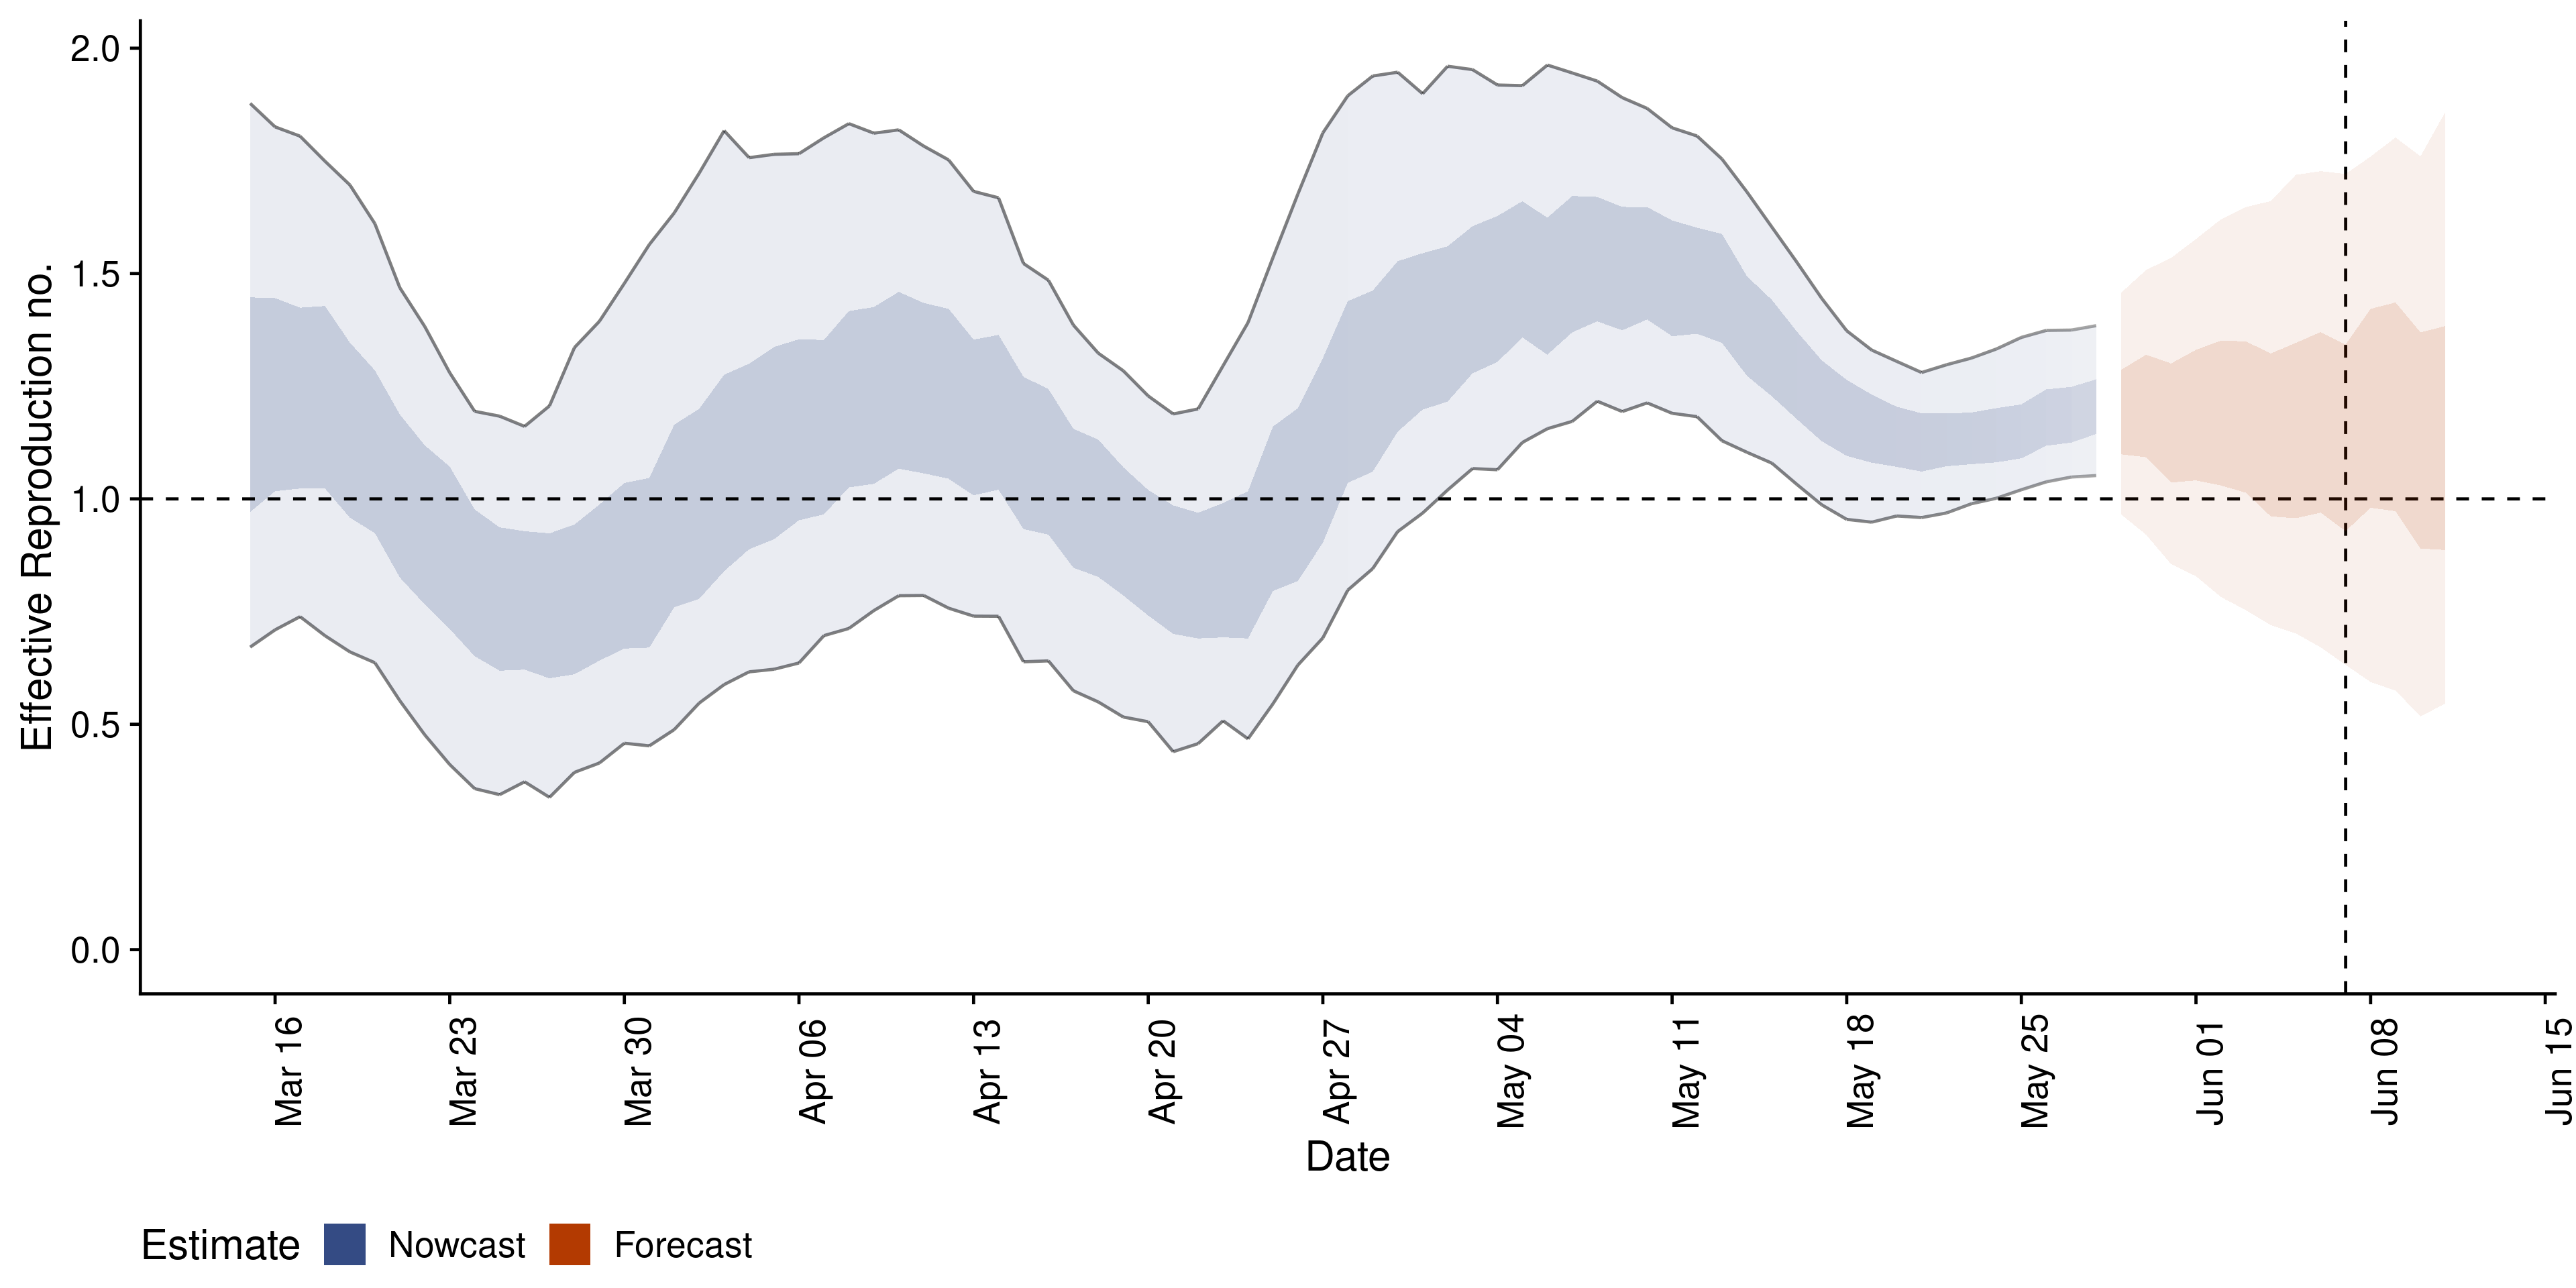 Effective Reproduction no.
2.0
1.5
1.0
0.5
0.0
Mar 16
Mar 23
Mar 30
Apr 06
Apr 13
Apr 20
Apr 27
May 04
May 11
May 18
May 25
Jun 01
Jun 08
Jun 15
Date
Estimate Nowcast Forecast